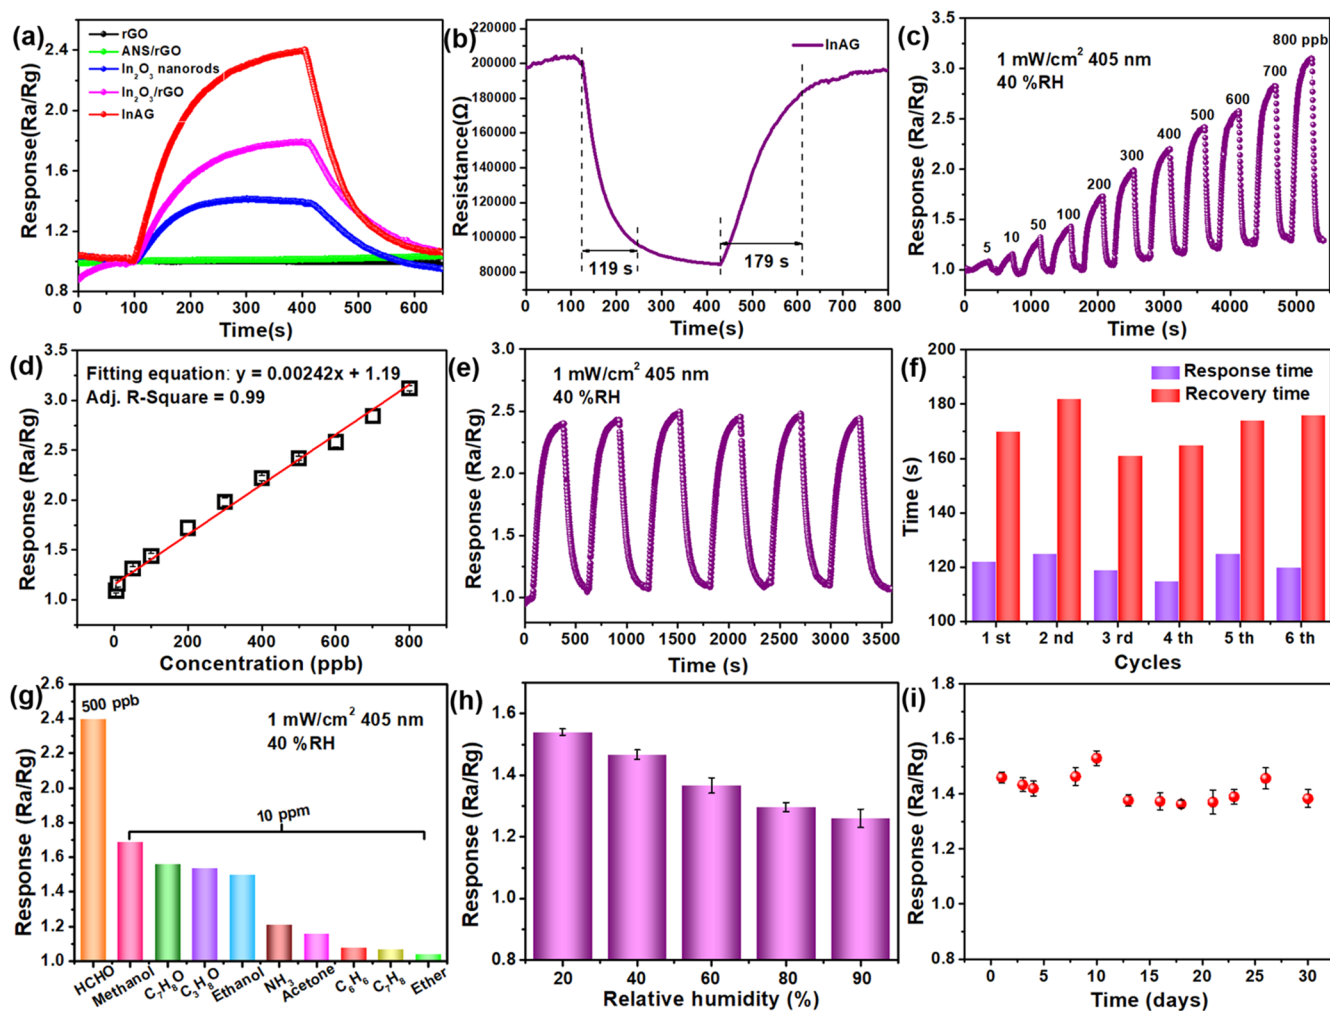 (a)
rGO
ANS/rGO
In2O3 nanorods
In2O3/rGO
InAG
Response(Ra/Rg)
2.4
2.0
1.6
1.2
0.8
0 100 200 300 400 500 600
Time(s)
(b)
InAG
Resistance(Ω)
220000
200000
180000
160000
140000
120000
100000
80000
119 s
179 s
0 100 200 300 400 500 600 700 800
Time(s)
(c)
1 mW/cm2 405 nm
40 %RH
Response (Ra/Rg)
3.5
3.0
2.5
2.0
1.5
1.0
0.5
5 10 50 100 200 300 400 500 600 700 800 ppb
0 1000 2000 3000 4000 5000
Time (s)
(d)
Fitting equation: y = 0.00242x + 1.19
Adj. R-Square = 0.99
Response (Ra/Rg)
3.5
3.0
2.5
2.0
1.5
1.0
0 200 400 600 800
Concentration (ppb)
(e)
1 mW/cm2 405 nm
40 %RH
Response (Ra/Rg)
3.0
2.5
2.0
1.5
1.0
0 500 1000 1500 2000 2500 3000 3500
Time (s)
(f)
Response time
Recovery time
Time (s)
200
180
160
140
120
100
1 st 2 nd 3 rd 4 th 5 th 6 th
Cycles
(g)
500 ppb
1 mW/cm2 405 nm
40 %RH
10 ppm
Response (Ra/Rg)
2.6
2.4
2.2
2.0
1.8
1.6
1.4
1.2
1.0
HCHO Methanol C7H8O C3H8O Ethanol NH3 Acetone C6H6 C7H8 Ether
(h)
Response (Ra/Rg)
1.6
1.4
1.2
1.0
0.8
20 40 60 80 90
Relative humidity (%)
(i)
Response (Ra/Rg)
1.8
1.6
1.4
1.2
1.0
0.8
0 5 10 15 20 25 30
Time (days)